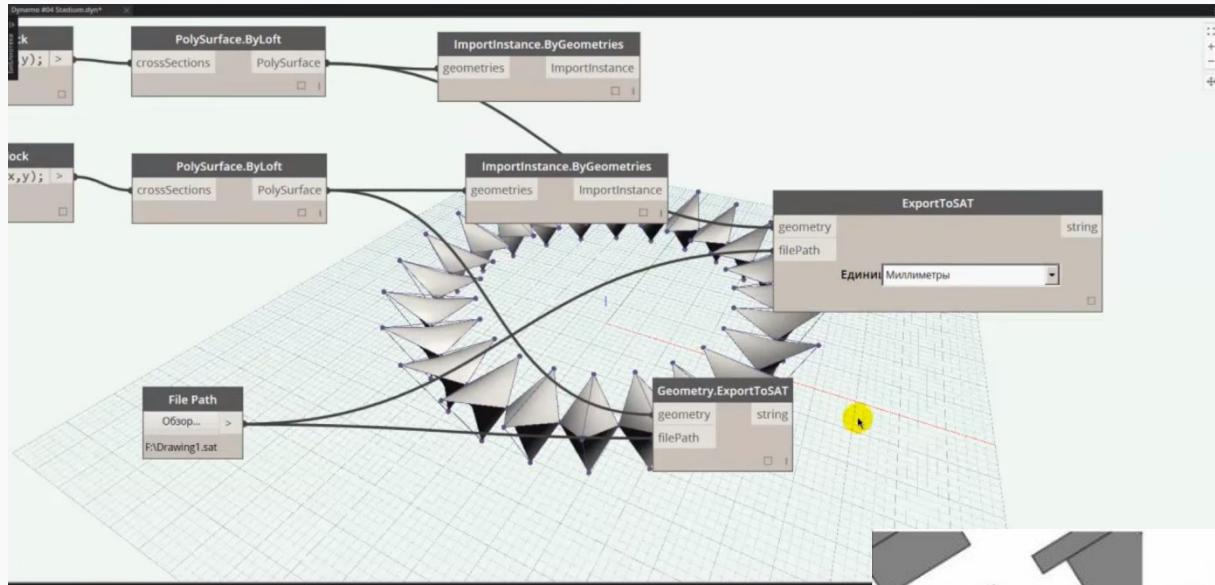 Dynamo #04 Stadium.dyn*
ck
PolySurface.ByLoft
ImportInstance.ByGeometries
,y); >
crossSections PolySurface
geometries ImportInstance
ock
PolySurface.ByLoft
ImportInstance.ByGeometries
x,y); >
crossSections PolySurface
geometries ImportInstance
ExportToSAT
geometry string
filePath
Едини Миллиметры
File Path
Обзор... >
F:\Drawing1.sat
Geometry.ExportToSAT
geometry string
filePath